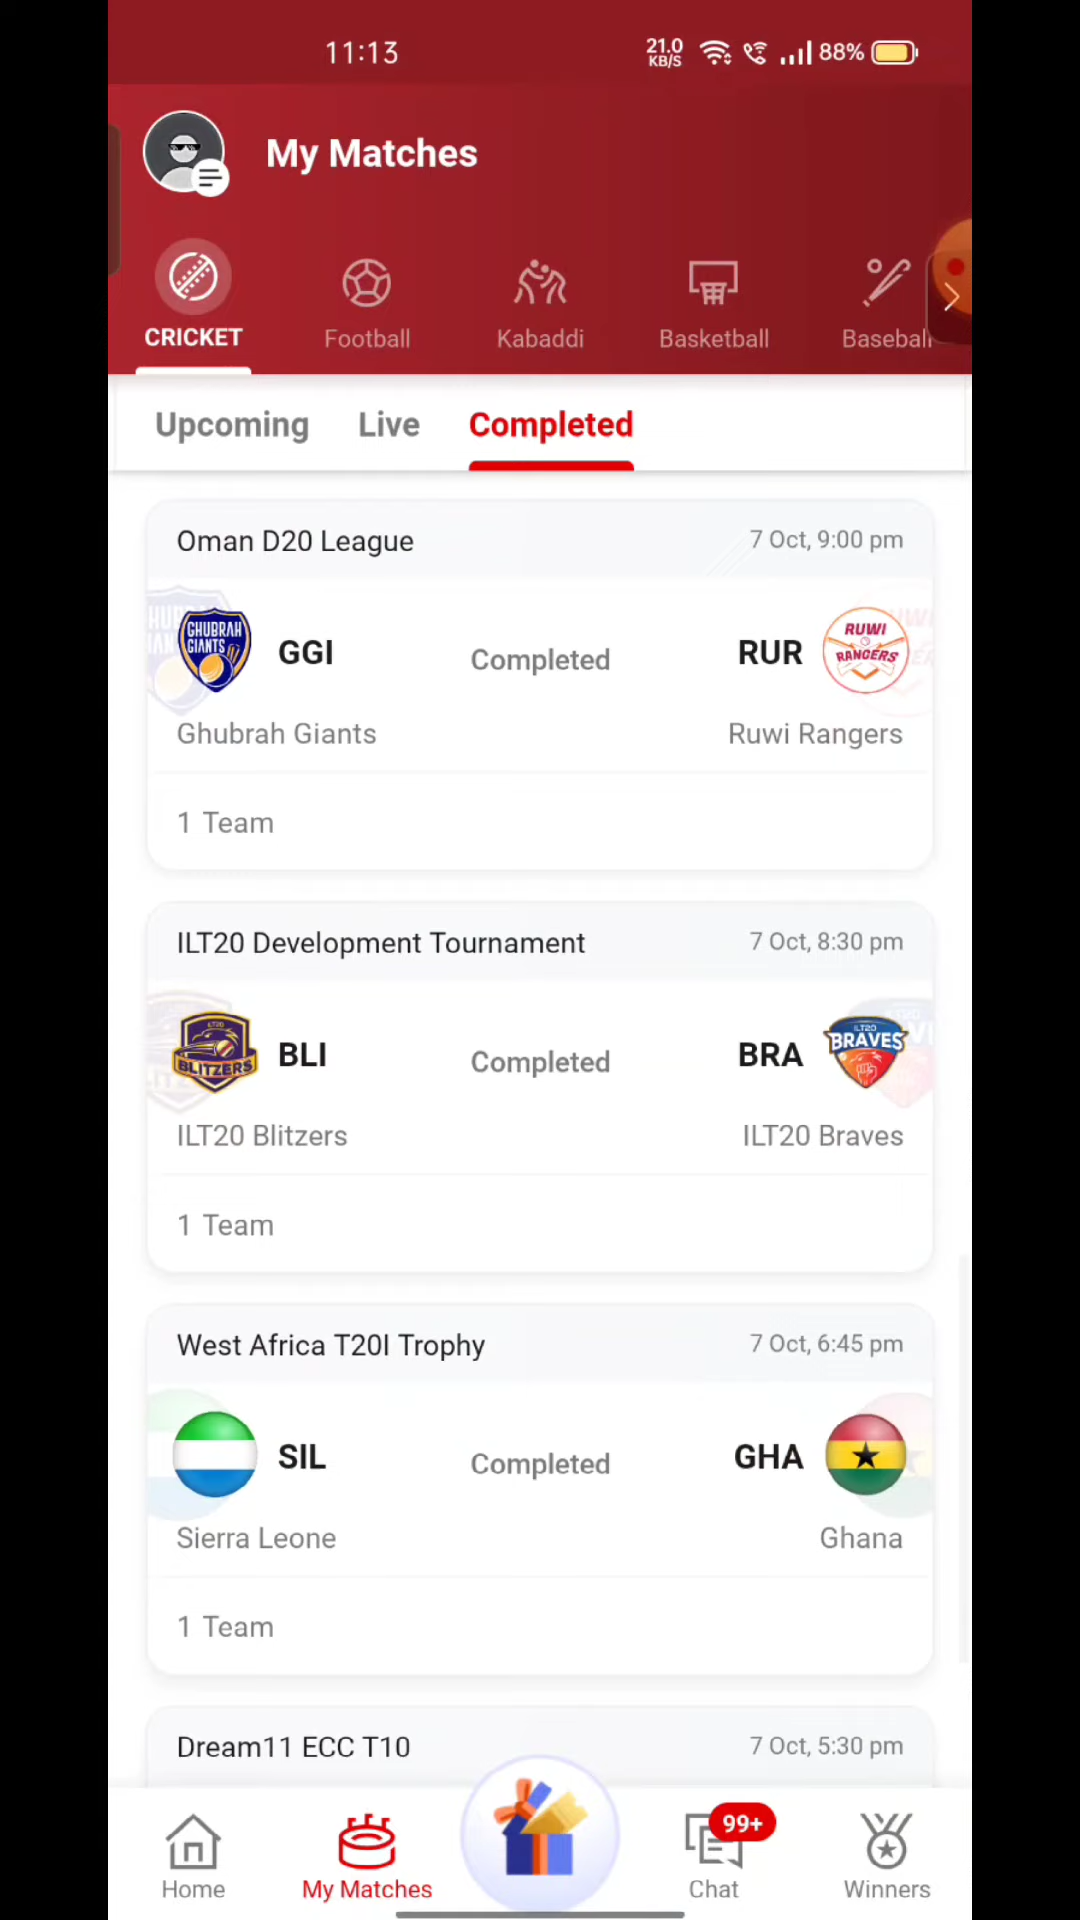 11:13
21.0
KB/S
88%
My Matches
CRICKET
Football
Kabaddi
Basketball
Baseball
Upcoming
Live
Completed
Oman D20 League
7 Oct, 9:00 pm
GHUBRAH
GIANTS
GGI
Completed
RUR
RUWI
RANGERS
Ghubrah Giants
Ruwi Rangers
1 Team
ILT20 Development Tournament
7 Oct, 8:30 pm
ILT20
BLITZERS
BLI
Completed
BRA
ILT20
BRAVES
ILT20 Blitzers
ILT20 Braves
1 Team
West Africa T20I Trophy
7 Oct, 6:45 pm
SIL
Completed
GHA
Sierra Leone
Ghana
1 Team
Dream11 ECC T10
7 Oct, 5:30 pm
99+
Home
My Matches
Chat
Winners